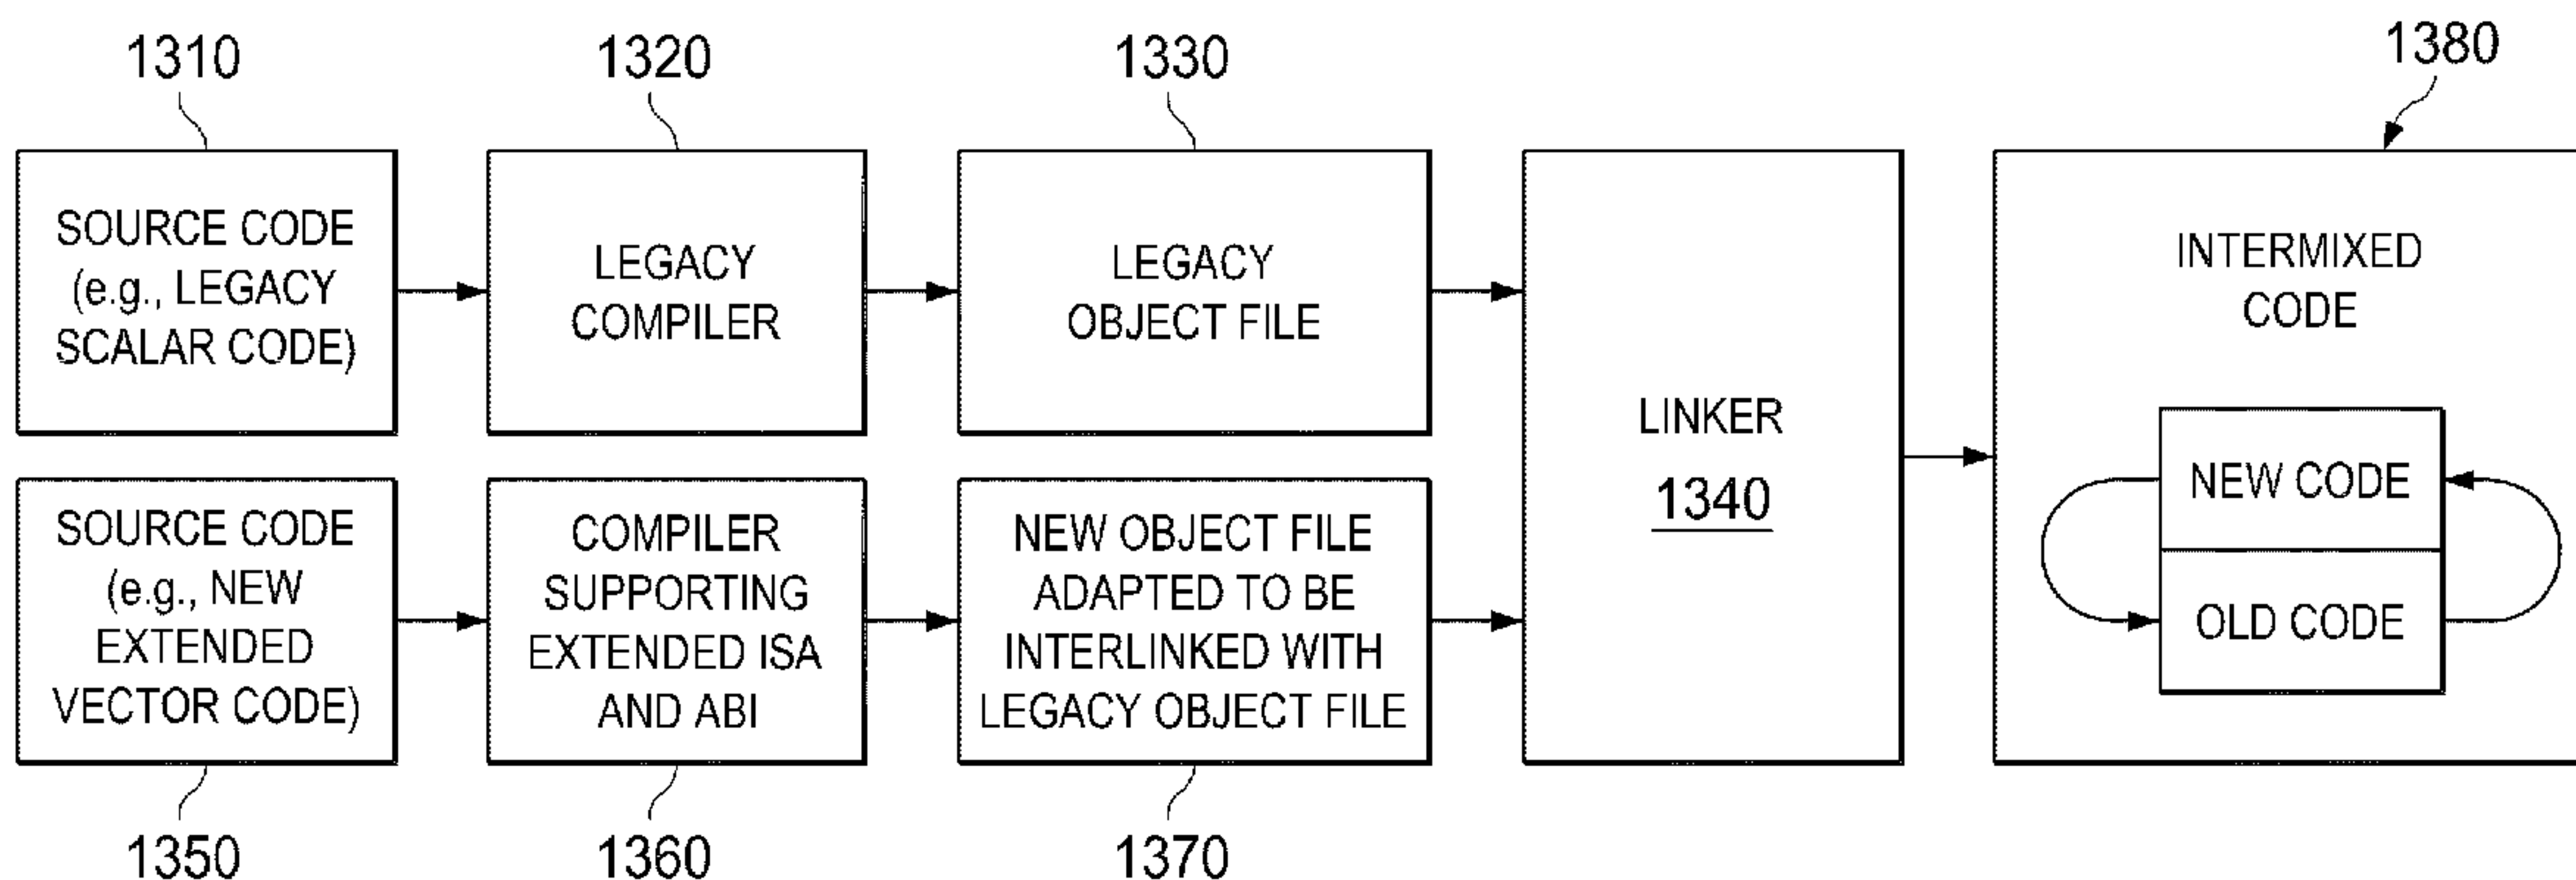 1310
1320
1330
1380
SOURCE CODE
(e.g., LEGACY
SCALAR CODE)
LEGACY
COMPILER
LEGACY
OBJECT FILE
LINKER
1340
INTERMIXED
CODE
NEW CODE
OLD CODE
SOURCE CODE
(e.g., NEW
EXTENDED
VECTOR CODE)
COMPILER
SUPPORTING
EXTENDED ISA
AND ABI
NEW OBJECT FILE
ADAPTED TO BE
INTERLINKED WITH
LEGACY OBJECT FILE
1350
1360
1370